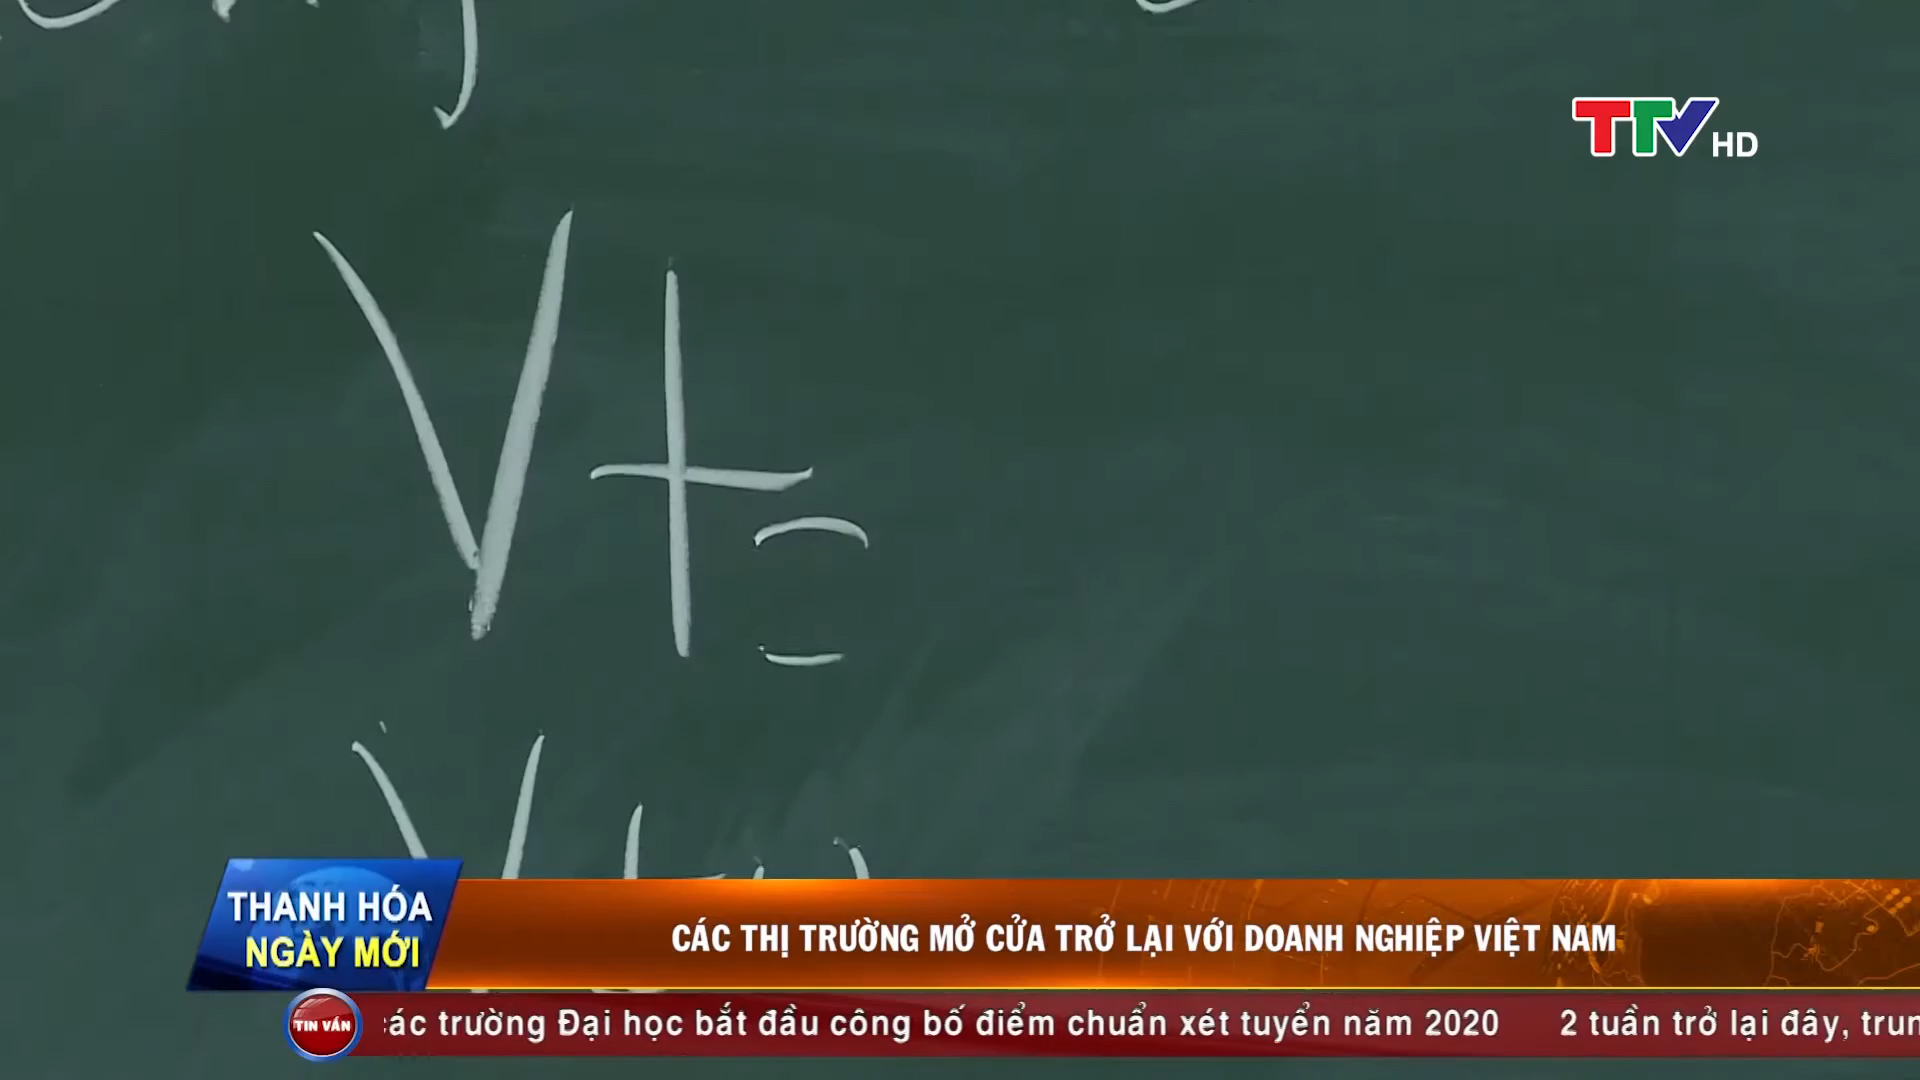 TTV HD
Vt =
THANH HÓA
NGÀY MỚI
CÁC THỊ TRƯỜNG MỞ CỬA TRỞ LẠI VỚI DOANH NGHIỆP VIỆT NAM
TIN VẮN
ác trường Đại học bắt đầu công bố điểm chuẩn xét tuyển năm 2020 2 tuần trở lại đây,